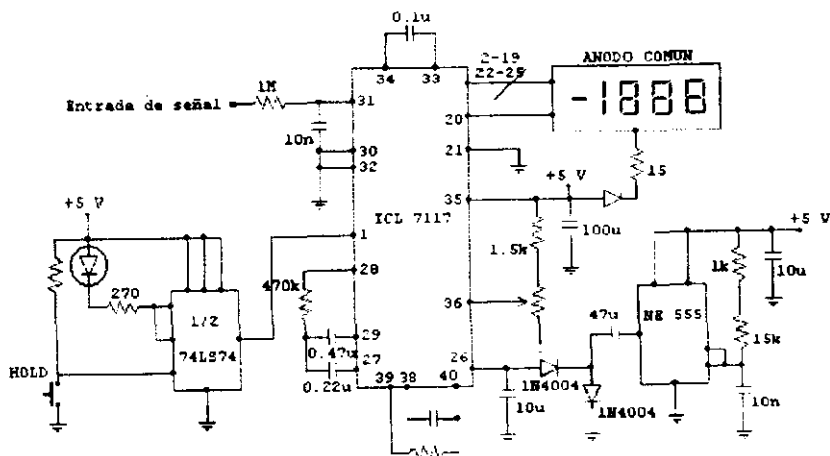 0.1u
34 33
2-19
22-25
ANODO COMUN
-1888
1M
Entrada de señal
31
10n
30
32
20
21
15
+5 V
35
ICL 7117
100u
1.5k
+5 V
1
28
470k
36
270
1/2
74LS74
HOLD
29
0.47u
27
0.22u
39 38 40
26
10u
1N4004
1N4004
47u
NE 555
+5 V
1k
10u
15k
10n